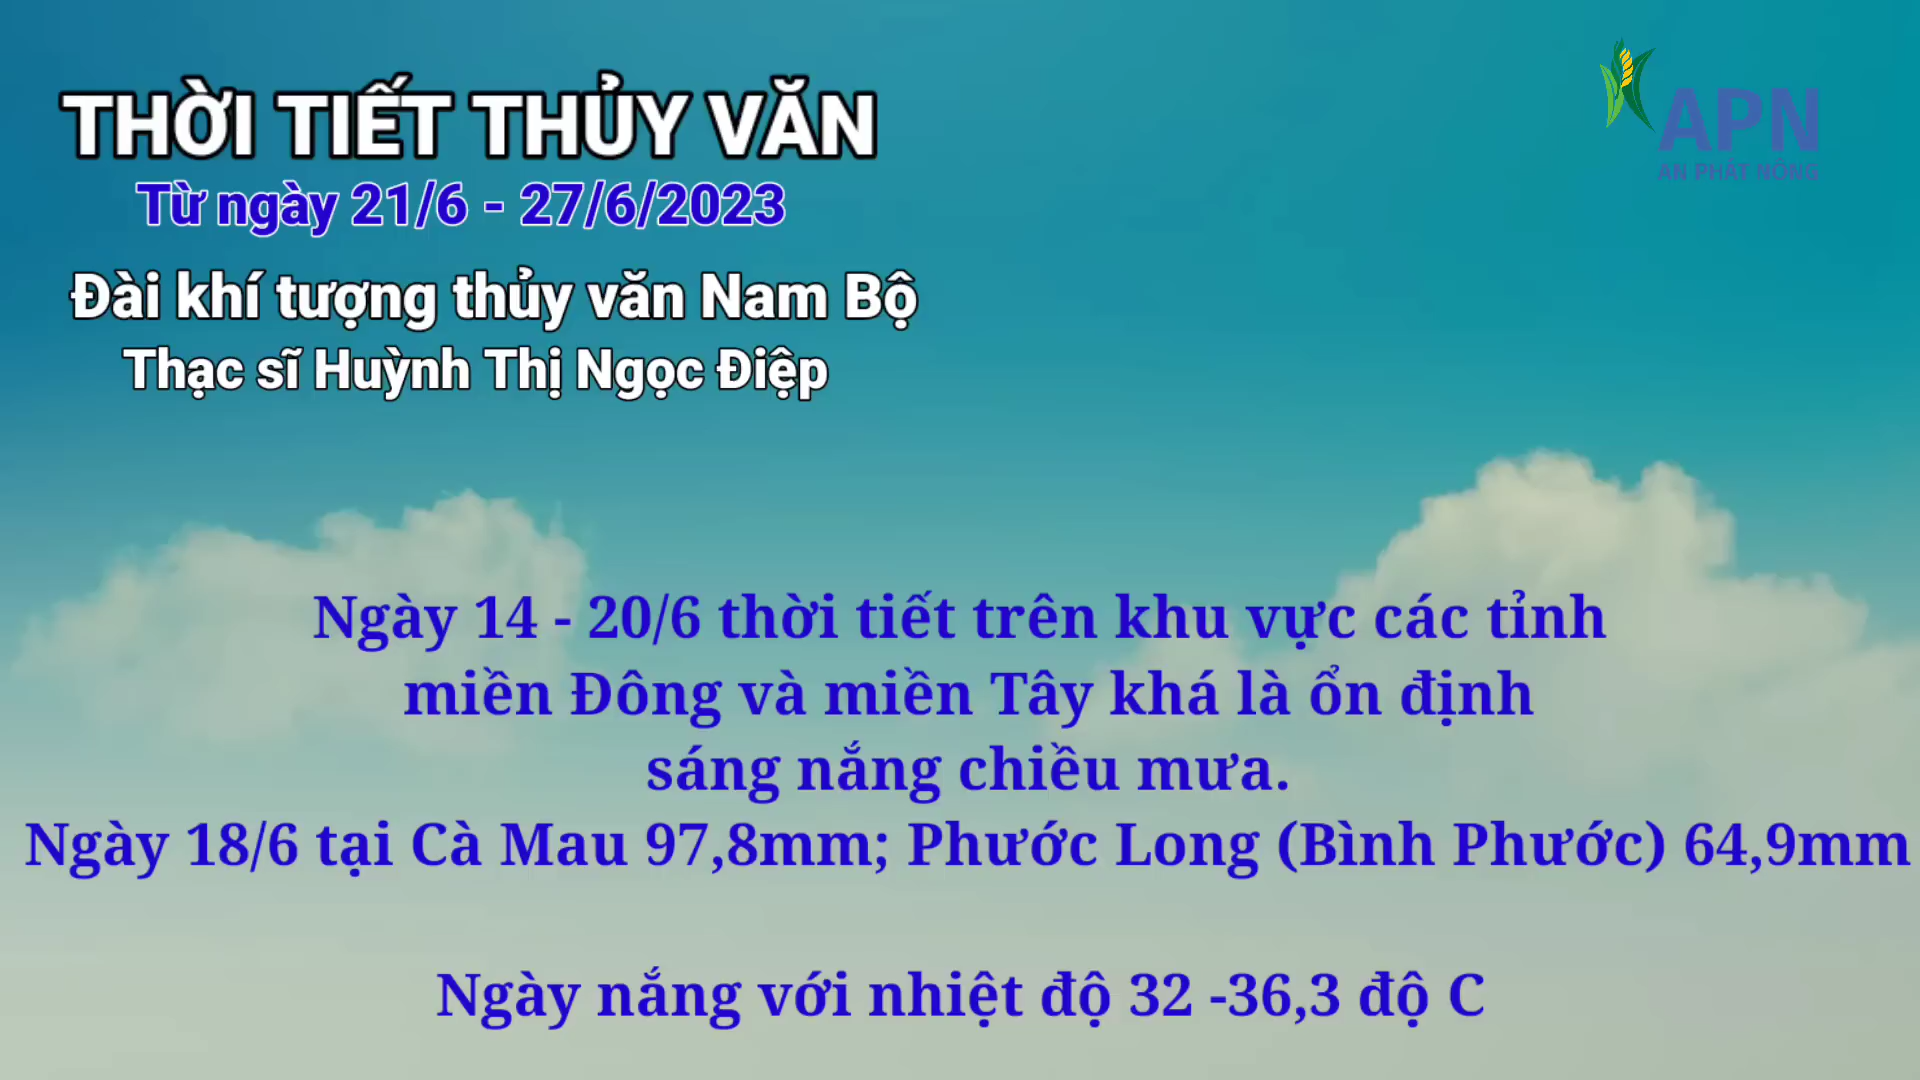 THỜI TIẾT THỦY VĂN
Từ ngày 21/6 - 27/6/2023
Đài khí tượng thủy văn Nam Bộ
Thạc sĩ Huỳnh Thị Ngọc Điệp
APN
AN PHÁT NÔNG
Ngày 14 - 20/6 thời tiết trên khu vực các tỉnh
miền Đông và miền Tây khá là ổn định
sáng nắng chiều mưa.
Ngày 18/6 tại Cà Mau 97,8mm; Phước Long (Bình Phước) 64,9mm
Ngày nắng với nhiệt độ 32 -36,3 độ C